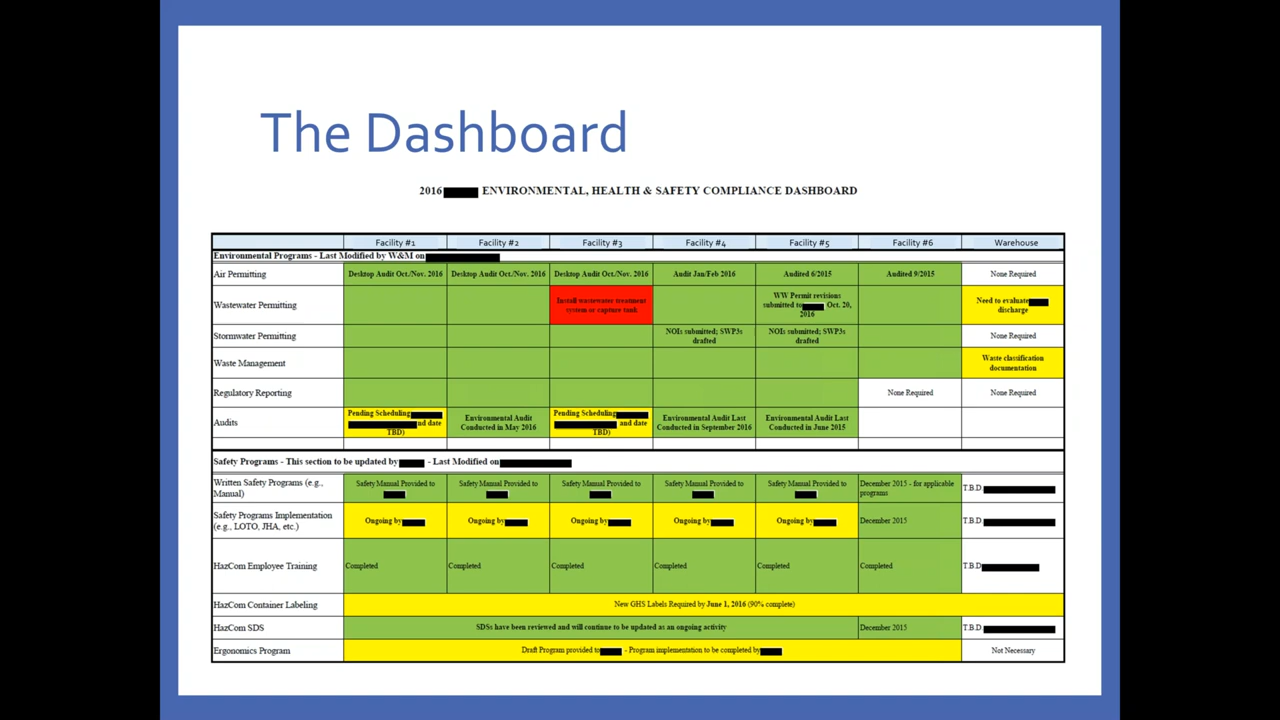 The Dashboard
2016 ENVIRONMENTAL, HEALTH & SAFETY COMPLIANCE DASHBOARD
Facility #1 Facility #2 Facility #3 Facility #4 Facility #5 Facility #6 Warehouse
Environmental Programs - Last Modified by W&M on
Air Permitting Desktop Audit Oct./Nov. 2016 Desktop Audit Oct./Nov. 2016 Desktop Audit Oct./Nov. 2016 Audit Jan/Feb 2016 Audited 6/2015 Audited 9/2015 None Required
Wastewater Permitting
Install wastewater treatment
system or capture tank
WW Permit revisions
submitted to Oct. 20,
2016
Need to evaluate
discharge
Stormwater Permitting
NOIs submitted; SWP3s
drafted
NOIs submitted; SWP3s
drafted
None Required
Waste Management
Waste classification
documentation
Regulatory Reporting None Required None Required
Audits
Pending Scheduling
nd date
TBD)
Environmental Audit
Conducted in May 2016
Pending Scheduling
and date
TBD)
Environmental Audit Last
Conducted in September 2016
Environmental Audit Last
Conducted in June 2015
Safety Programs - This section to be updated by - Last Modified on
Written Safety Programs (e.g.,
Manual)
Safety Manual Provided to
Safety Manual Provided to
Safety Manual Provided to
Safety Manual Provided to
Safety Manual Provided to
December 2015 - for applicable
programs
T.B.D
Safety Programs Implementation
(e.g., LOTO, JHA, etc.)
Ongoing by Ongoing by Ongoing by Ongoing by Ongoing by December 2015 T.B.D
HazCom Employee Training Completed Completed Completed Completed Completed Completed T.B.D
HazCom Container Labeling New GHS Labels Required by June 1, 2016 (90% complete)
HazCom SDS SDSs have been reviewed and will continue to be updated as an ongoing activity December 2015 T.B.D
Ergonomics Program Draft Program provided to - Program implementation to be completed by Not Necessary